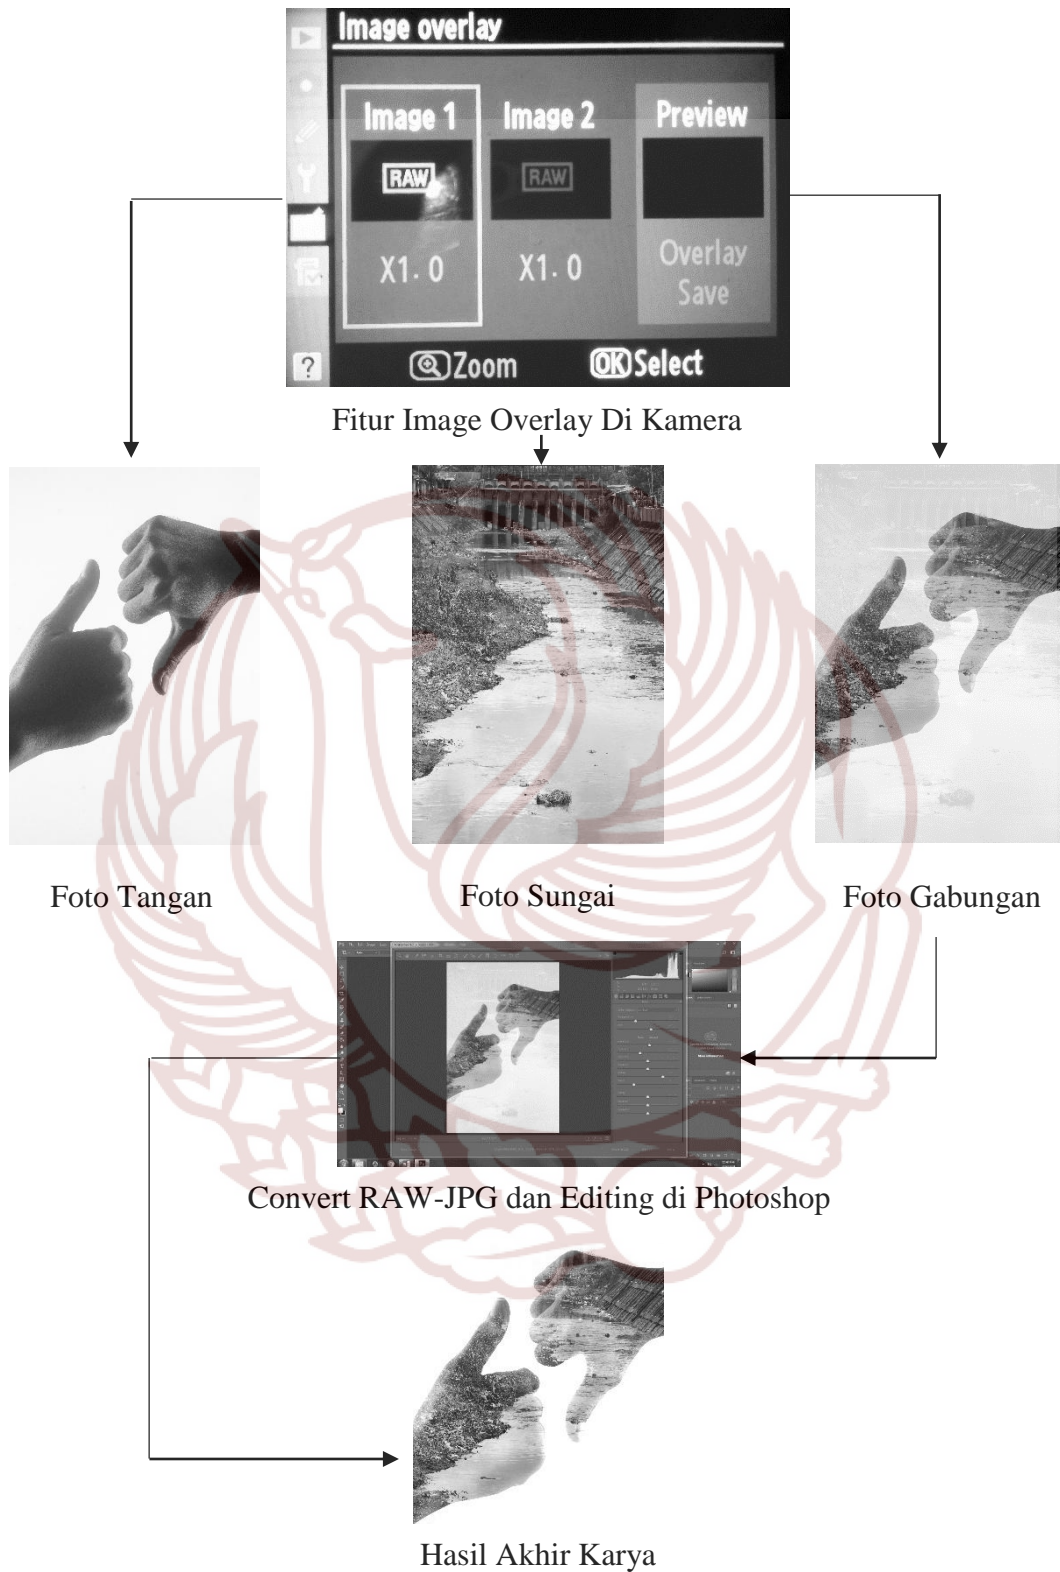 Image overlay
Image 1
Image 2
Preview
RAW
RAW
X1.0
X1.0
Overlay
Save
?
Zoom
OK Select
Fitur Image Overlay Di Kamera
Foto Tangan
Foto Sungai
Foto Gabungan
Convert RAW-JPG dan Editing di Photoshop
Hasil Akhir Karya